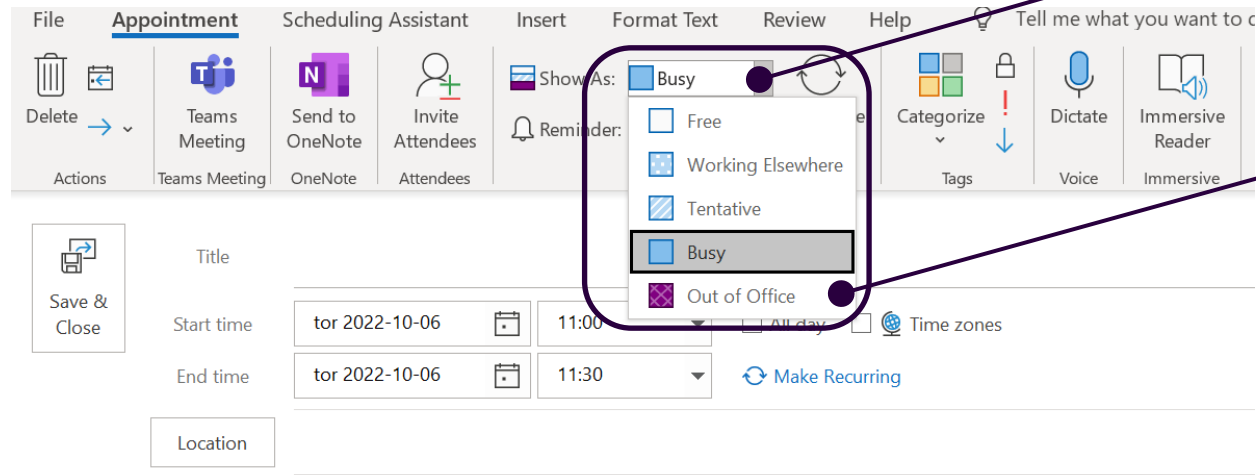 File Appointment Scheduling Assistant Insert Format Text Review Help Tell me what you want to
Delete
Teams
Meeting
Send to
OneNote
Invite
Attendees
Show As: Busy
Reminder:
Free
Working Elsewhere
Tentative
Busy
Out of Office
Categorize
Dictate
Immersive
Reader
Actions Teams Meeting OneNote Attendees Tags Voice Immersive
Save &
Close
Title
Start time tor 2022-10-06 11:00 All day Time zones
End time tor 2022-10-06 11:30 Make Recurring
Location